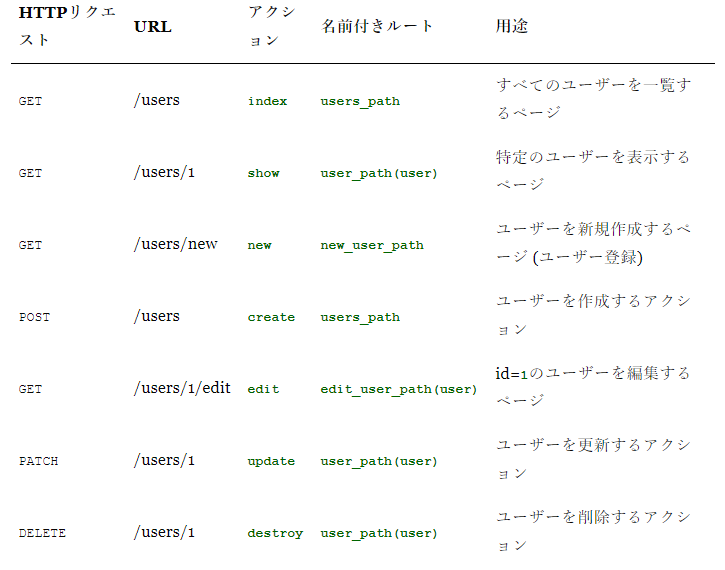 HTTPリクエ
スト
URL
アクシ
ョン
名前付きルート
用途
GET
/users
index
users_path
すべてのユーザーを一覧す
るページ
GET
/users/1
show
user_path(user)
特定のユーザーを表示する
ページ
GET
/users/new
new
new_user_path
ユーザーを新規作成するペ
ージ (ユーザー登録)
POST
/users
create
users_path
ユーザーを作成するアクシ
ョン
GET
/users/1/edit
edit
edit_user_path(user)
id=1のユーザーを編集する
ページ
PATCH
/users/1
update
user_path(user)
ユーザーを更新するアクシ
ョン
DELETE
/users/1
destroy
user_path(user)
ユーザーを削除するアクシ
ョン